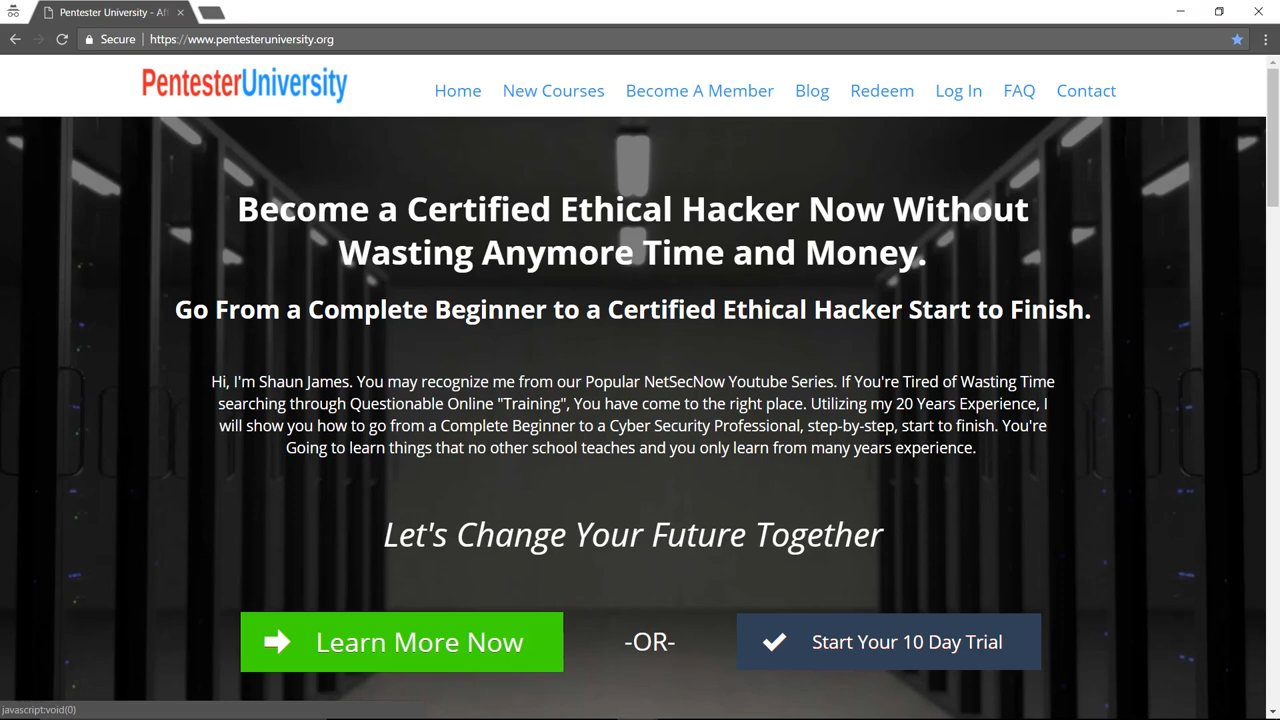 Pentester University - Af
Secure
https://www.pentesteruniversity.org
PentesterUniversity
Home
New Courses
Become A Member
Blog
Redeem
Log In
FAQ
Contact
Become a Certified Ethical Hacker Now Without
Wasting Anymore Time and Money.
Go From a Complete Beginner to a Certified Ethical Hacker Start to Finish.
Hi, I'm Shaun James. You may recognize me from our Popular NetSecNow Youtube Series. If You're Tired of Wasting Time
searching through Questionable Online "Training", You have come to the right place. Utilizing my 20 Years Experience, I
will show you how to go from a Complete Beginner to a Cyber Security Professional, step-by-step, start to finish. You're
Going to learn things that no other school teaches and you only learn from many years experience.
Let's Change Your Future Together
Learn More Now
-OR-
Start Your 10 Day Trial
javascript:void(0)